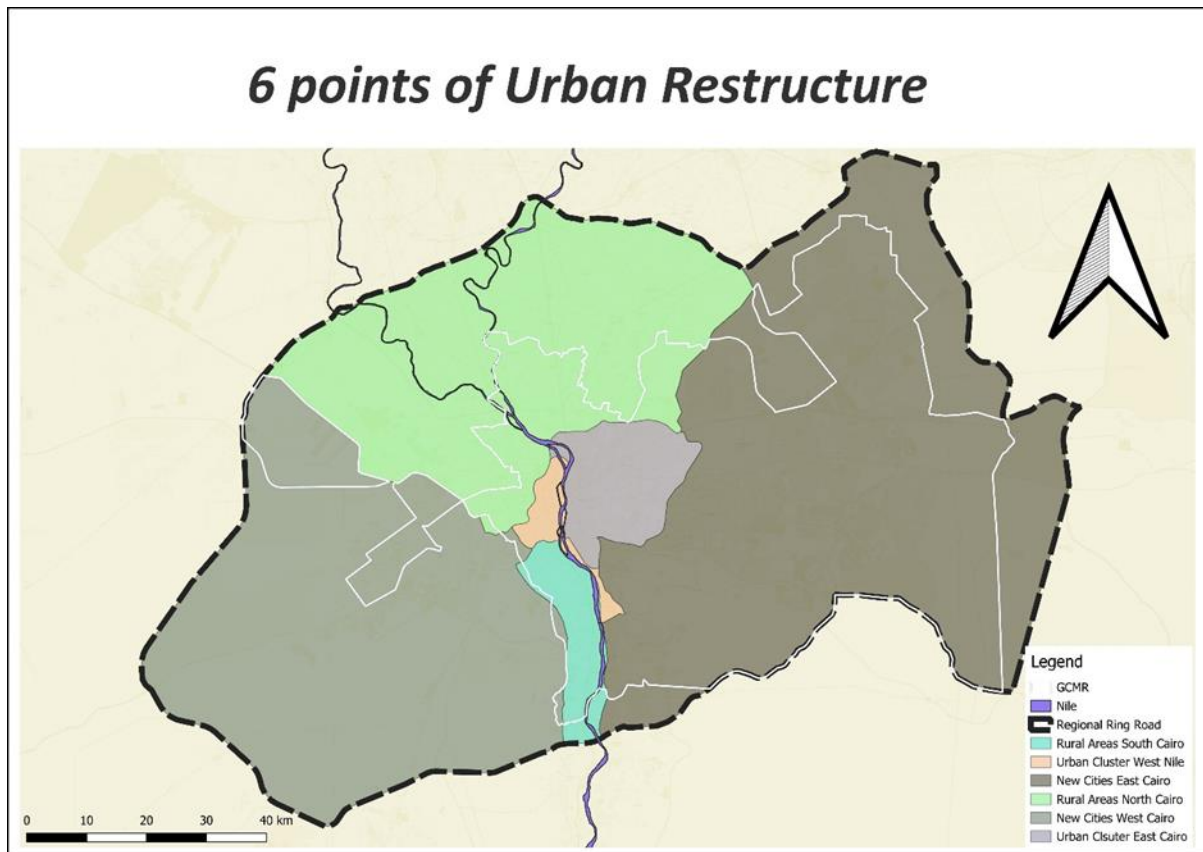 6 points of Urban Restructure
Legend
GCMR
Nile
Regional Ring Road
Rural Areas South Cairo
Urban Cluster West Nile
New Cities East Cairo
Rural Areas North Cairo
New Cities West Cairo
Urban Clsuter East Cairo
0 10 20 30 40 km